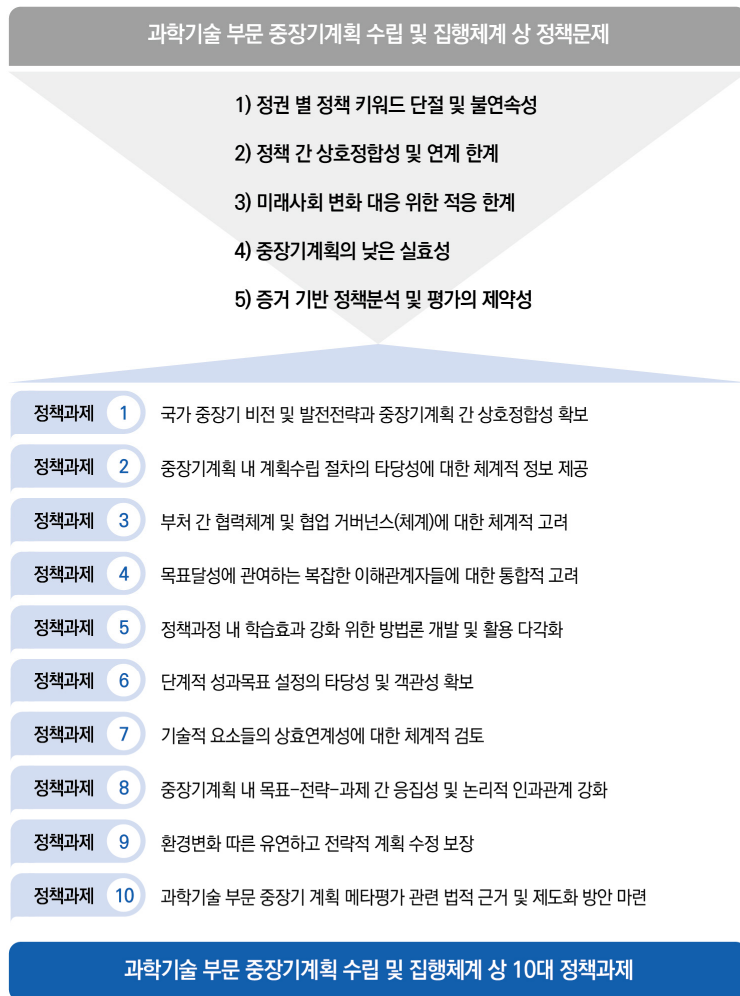 과학기술 부문 중장기계획 수립 및 집행체계 상 정책문제
1) 정권 별 정책 키워드 단절 및 불연속성
2) 정책 간 상호정합성 및 연계 한계
3) 미래사회 변화 대응 위한 적응 한계
4) 중장기계획의 낮은 실효성
5) 증거 기반 정책분석 및 평가의 제약성
정책과제 1 국가 중장기 비전 및 발전전략과 중장기계획 간 상호정합성 확보
정책과제 2 중장기계획 내 계획수립 절차의 타당성에 대한 체계적 정보 제공
정책과제 3 부처 간 협력체계 및 협업 거버넌스(체계)에 대한 체계적 고려
정책과제 4 목표달성에 관여하는 복잡한 이해관계자들에 대한 통합적 고려
정책과제 5 정책과정 내 학습효과 강화 위한 방법론 개발 및 활용 다각화
정책과제 6 단계적 성과목표 설정의 타당성 및 객관성 확보
정책과제 7 기술적 요소들의 상효연계성에 대한 체계적 검토
정책과제 8 중장기계획 내 목표-전략-과제 간 응집성 및 논리적 인과관계 강화
정책과제 9 환경변화 따른 유연하고 전략적 계획 수정 보장
정책과제 10 과학기술 부문 중장기 계획 메타평가 관련 법적 근거 및 제도화 방안 마련
과학기술 부문 중장기계획 수립 및 집행체계 상 10대 정책과제